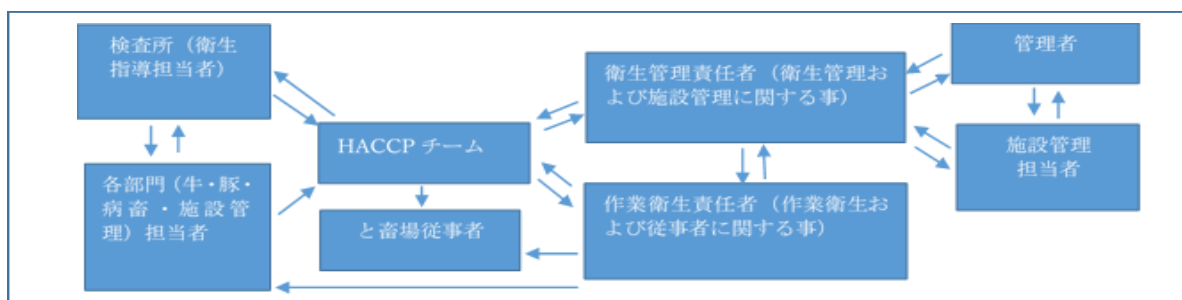 検査所（衛生
指導担当者）
管理者
衛生管理責任者（衛生管理お
よび施設管理に関する事）
HACCP チーム
施設管理
担当者
各部門（牛・豚・
病畜・施設管
理）担当者
作業衛生責任者（作業衛生お
よび従事者に関する事）
と畜場従事者